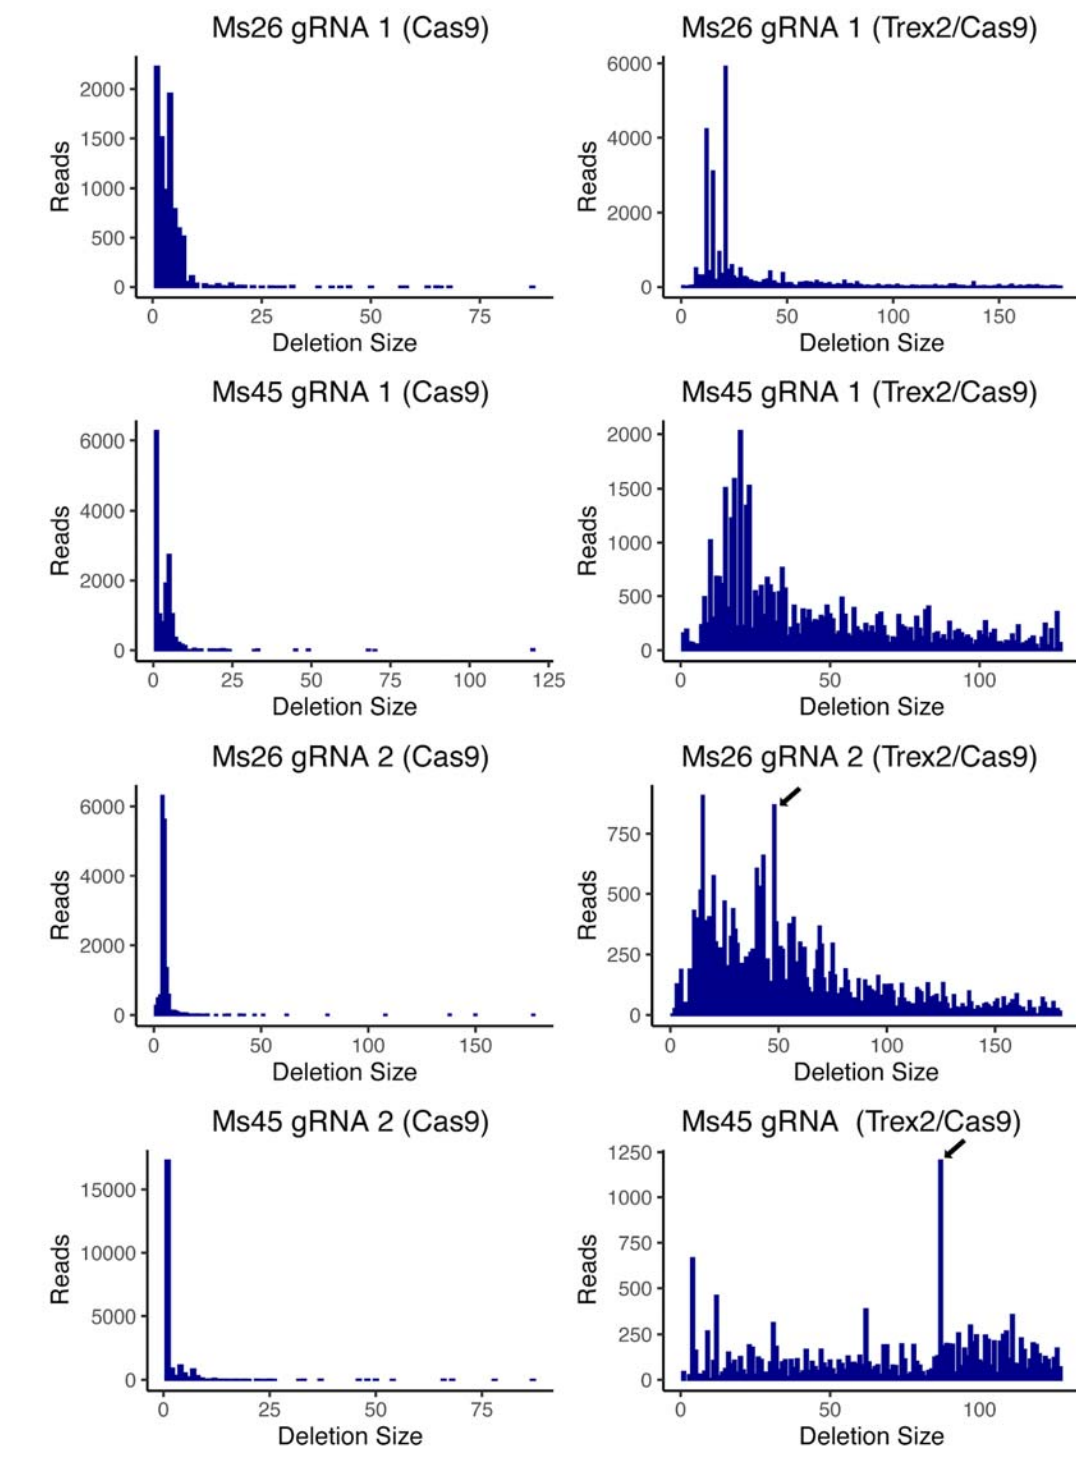 Ms26 gRNA 1 (Cas9)
Reads
2000
1500
1000
500
0
0 25 50 75
Deletion Size
Ms26 gRNA 1 (Trex2/Cas9)
Reads
6000
4000
2000
0
0 50 100 150
Deletion Size
Ms45 gRNA 1 (Cas9)
Reads
6000
4000
2000
0
0 25 50 75 100 125
Deletion Size
Ms45 gRNA 1 (Trex2/Cas9)
Reads
2000
1500
1000
500
0
0 50 100
Deletion Size
Ms26 gRNA 2 (Cas9)
Reads
6000
4000
2000
0
0 50 100 150
Deletion Size
Ms26 gRNA 2 (Trex2/Cas9)
Reads
750
500
250
0
0 50 100 150
Deletion Size
Ms45 gRNA 2 (Cas9)
Reads
15000
10000
5000
0
0 25 50 75
Deletion Size
Ms45 gRNA (Trex2/Cas9)
Reads
1250
1000
750
500
250
0
0 50 100
Deletion Size